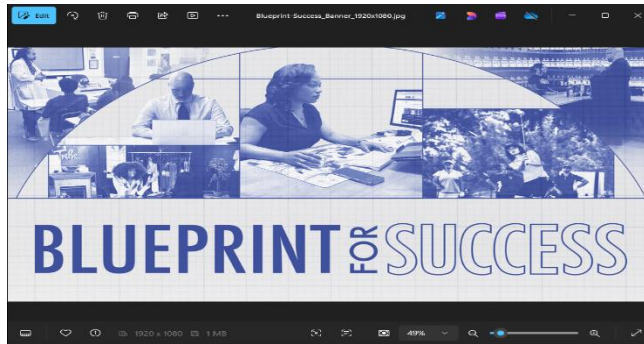 Edit
Blueprint-Success_Banner_1920x1080.jpg
BLUEPRINT FOR SUCCESS
1920 x 1080 1 MB
49%